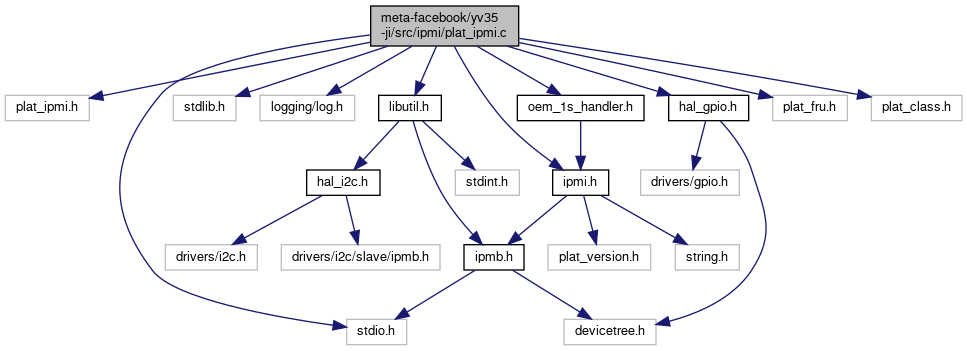 meta-facebook/yv35
-ji/src/ipmi/plat_ipmi.c
plat_ipmi.h
stdlib.h
logging/log.h
libutil.h
oem_1s_handler.h
hal_gpio.h
plat_fru.h
plat_class.h
hal_i2c.h
stdint.h
ipmi.h
drivers/gpio.h
drivers/i2c.h
drivers/i2c/slave/ipmb.h
ipmb.h
plat_version.h
string.h
stdio.h
devicetree.h